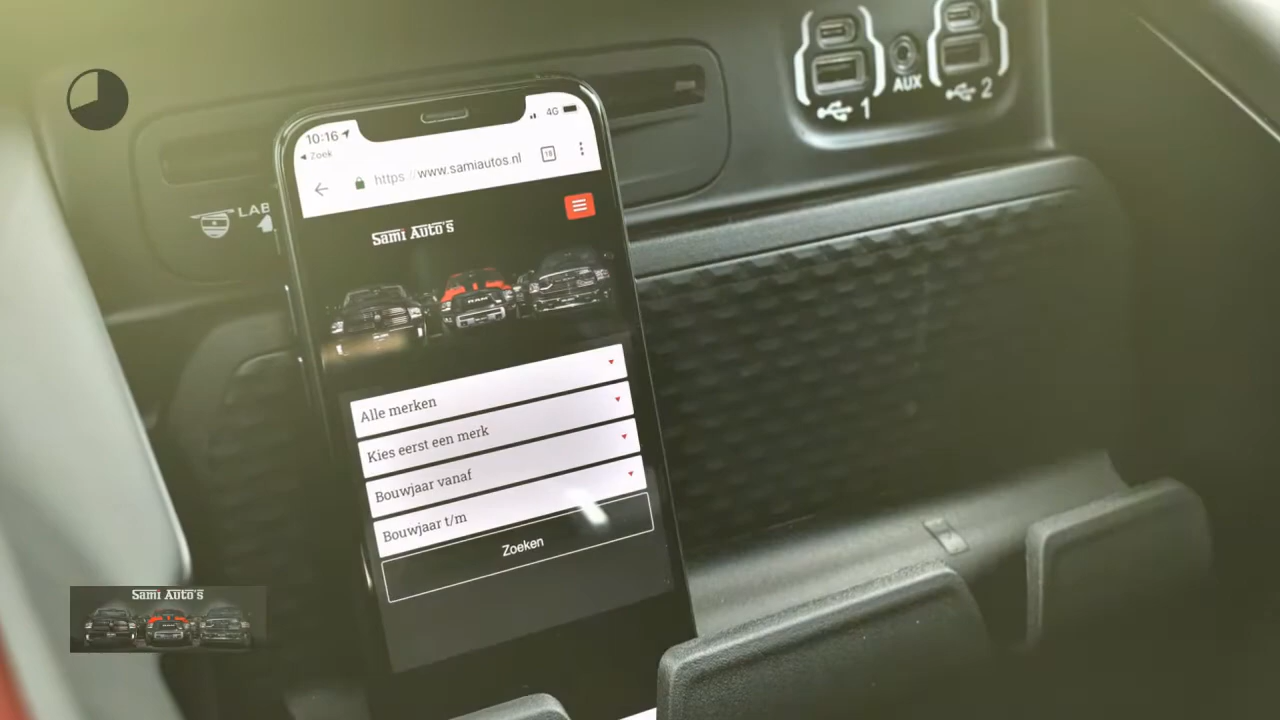 1
AUX
2
10:16
4G
Zoek
https://www.samiautos.nl
18
LAB
Sami Auto's
RAM
Alle merken
Kies eerst een merk
Bouwjaar vanaf
Bouwjaar t/m
Zoeken
Sami Auto's